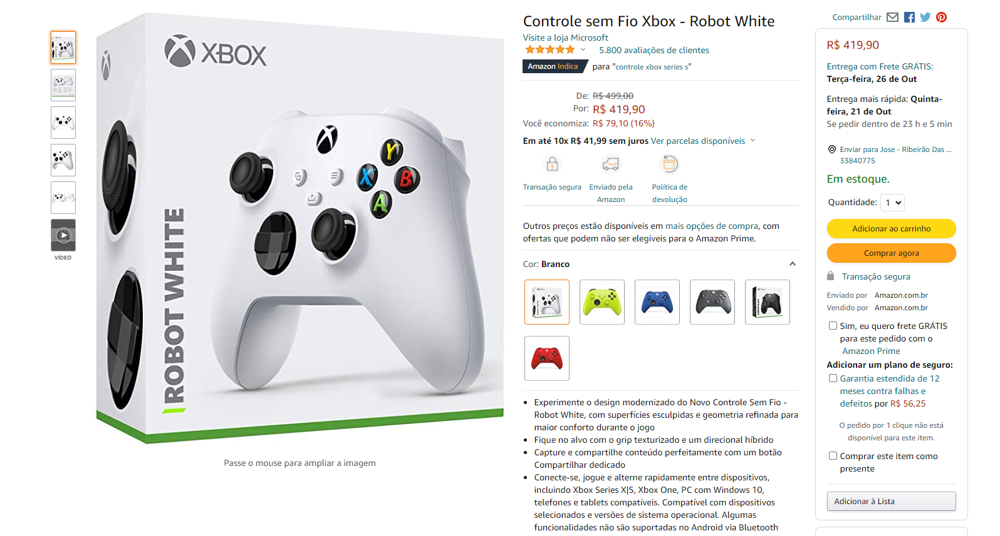 XBOX
ROBOT WHITE
Y
X
B
A
VÍDEO
Passe o mouse para ampliar a imagem
Controle sem Fio Xbox - Robot White
Visite a loja Microsoft
5.800 avaliações de clientes
Amazon Indica para "controle xbox series s"
De: R$ 499,00
Por: R$ 419,90
Você economiza: R$ 79,10 (16%)
Em até 10x R$ 41,99 sem juros Ver parcelas disponíveis
Transação segura
Enviado pela
Amazon
Política de
devolução
Outros preços estão disponíveis em mais opções de compra, com
ofertas que podem não ser elegíveis para o Amazon Prime.
Cor: Branco
Experimente o design modernizado do Novo Controle Sem Fio -
Robot White, com superfícies esculpidas e geometria refinada para
maior conforto durante o jogo
Fique no alvo com o grip texturizado e um direcional híbrido
Capture e compartilhe conteúdo perfeitamente com um botão
Compartilhar dedicado
Conecte-se, jogue e alterne rapidamente entre dispositivos,
incluindo Xbox Series X|S, Xbox One, PC com Windows 10,
telefones e tablets compatíveis. Compatível com dispositivos
selecionados e versões de sistema operacional. Algumas
funcionalidades não são suportadas no Android via Bluetooth
Compartilhar
R$ 419,90
Entrega com Frete GRÁTIS:
Terça-feira, 26 de Out
Entrega mais rápida: Quinta-
feira, 21 de Out
Se pedir dentro de 23 h e 5 min
Enviar para Jose - Ribeirão Das ...
33840775
Em estoque.
Quantidade: 1
Adicionar ao carrinho
Comprar agora
Transação segura
Enviado por Amazon.com.br
Vendido por Amazon.com.br
Sim, eu quero frete GRÁTIS
para este pedido com o
Amazon Prime
Adicionar um plano de seguro:
Garantia estendida de 12
meses contra falhas e
defeitos por R$ 56,25
O pedido por 1 clique não está
disponível para este item.
Comprar este item como
presente
Adicionar à Lista